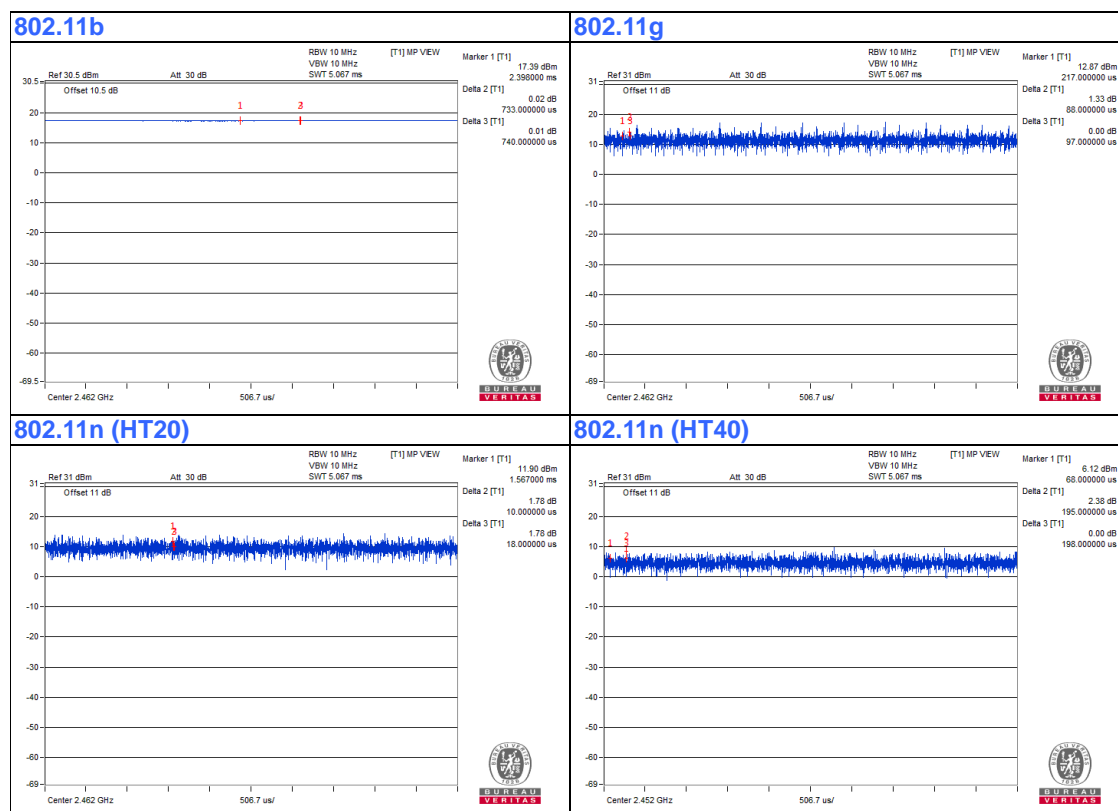 802.11b
RBW 10 MHz [T1] MP VIEW
VBW 10 MHz
Ref 30.5 dBm Att 30 dB SWT 5.067 ms
Marker 1 [T1]
17.39 dBm
2.398000 ms
Delta 2 [T1]
0.02 dB
733.000000 us
Delta 3 [T1]
0.01 dB
740.000000 us
Offset 10.5 dB
30.5
20
10
0
-10
-20
-30
-40
-50
-60
-69.5
1
Center 2.462 GHz 506.7 us/
BUREAU
VERITAS
802.11g
RBW 10 MHz [T1] MP VIEW
VBW 10 MHz
Ref 31 dBm Att 30 dB SWT 5.067 ms
Marker 1 [T1]
12.87 dBm
217.000000 us
Delta 2 [T1]
1.33 dB
88.000000 us
Delta 3 [T1]
0.00 dB
97.000000 us
Offset 11 dB
31
20
10
0
-10
-20
-30
-40
-50
-60
-69
1 3
Center 2.462 GHz 506.7 us/
BUREAU
VERITAS
802.11n (HT20)
RBW 10 MHz [T1] MP VIEW
VBW 10 MHz
Ref 31 dBm Att 30 dB SWT 5.067 ms
Marker 1 [T1]
11.90 dBm
1.567000 ms
Delta 2 [T1]
1.78 dB
10.000000 us
Delta 3 [T1]
1.78 dB
18.000000 us
Offset 11 dB
31
20
10
0
-10
-20
-30
-40
-50
-60
-69
1
Center 2.462 GHz 506.7 us/
BUREAU
VERITAS
802.11n (HT40)
RBW 10 MHz [T1] MP VIEW
VBW 10 MHz
Ref 31 dBm Att 30 dB SWT 5.067 ms
Marker 1 [T1]
6.12 dBm
68.000000 us
Delta 2 [T1]
2.38 dB
195.000000 us
Delta 3 [T1]
0.00 dB
198.000000 us
Offset 11 dB
31
20
10
0
-10
-20
-30
-40
-50
-60
-69
2
1 3
Center 2.452 GHz 506.7 us/
BUREAU
VERITAS